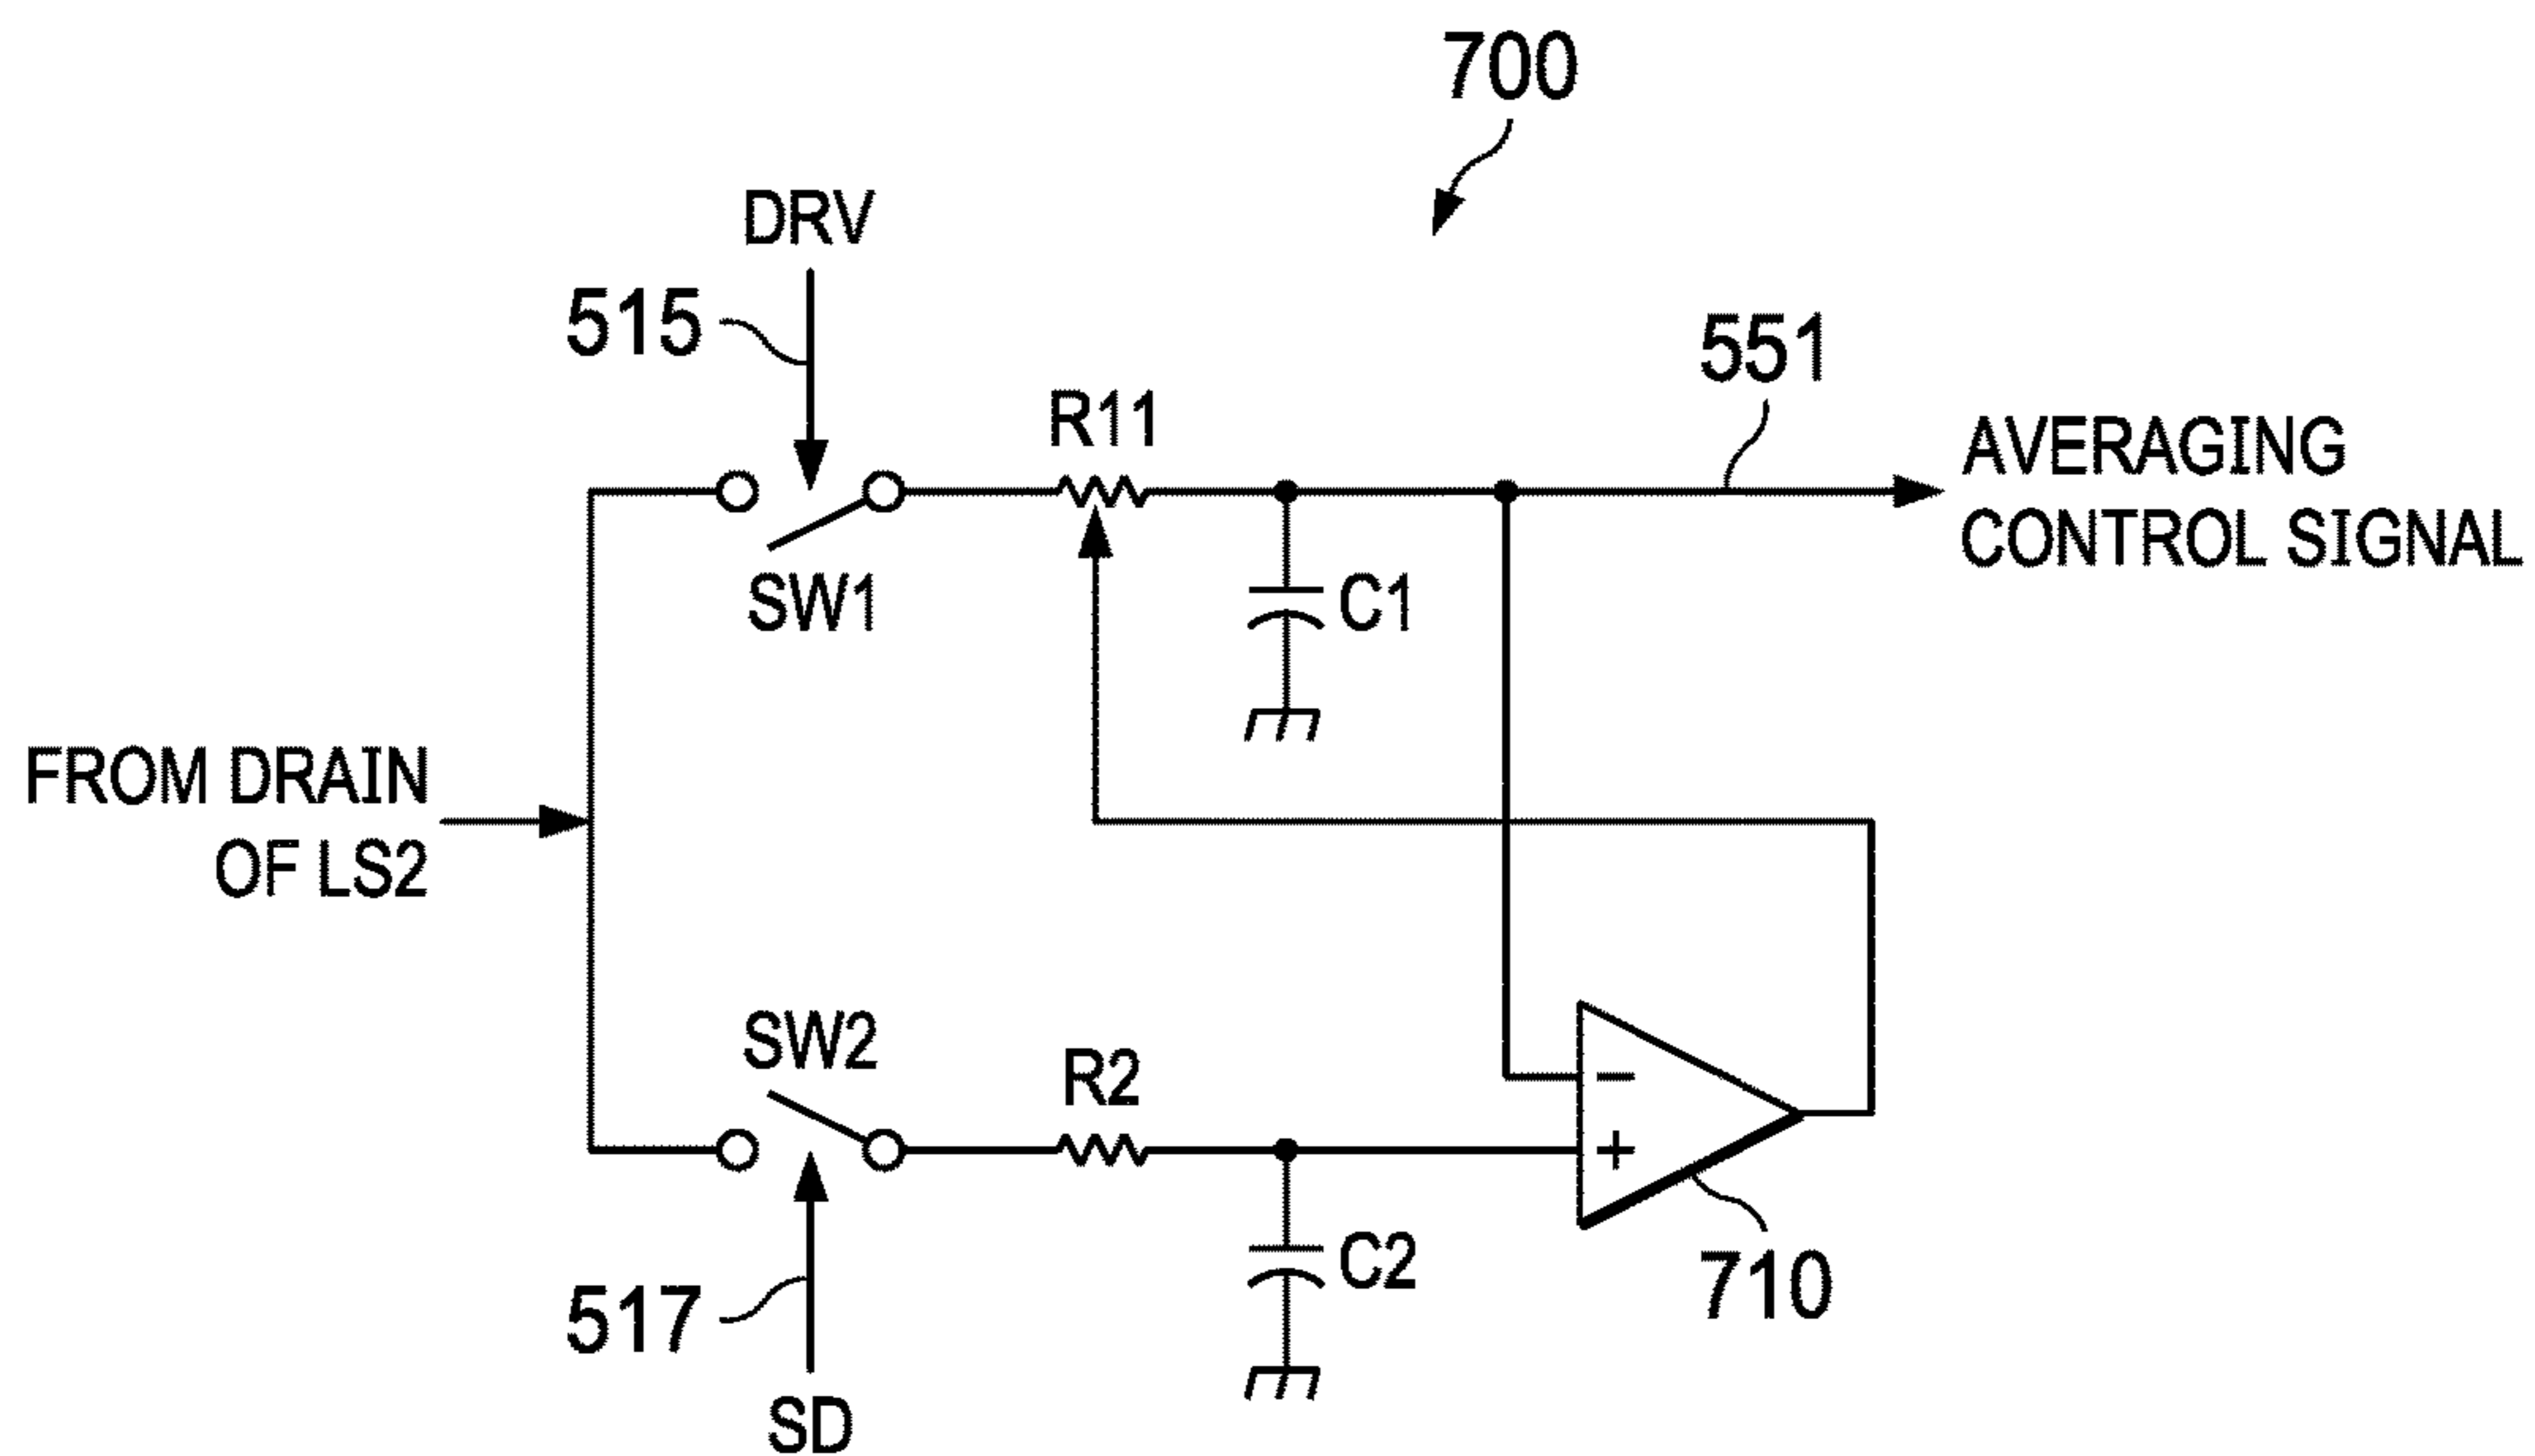 700
DRV
515
551
R11
AVERAGING
CONTROL SIGNAL
SW1
C1
FROM DRAIN
OF LS2
SW2
R2
−
+
C2
710
517
SD